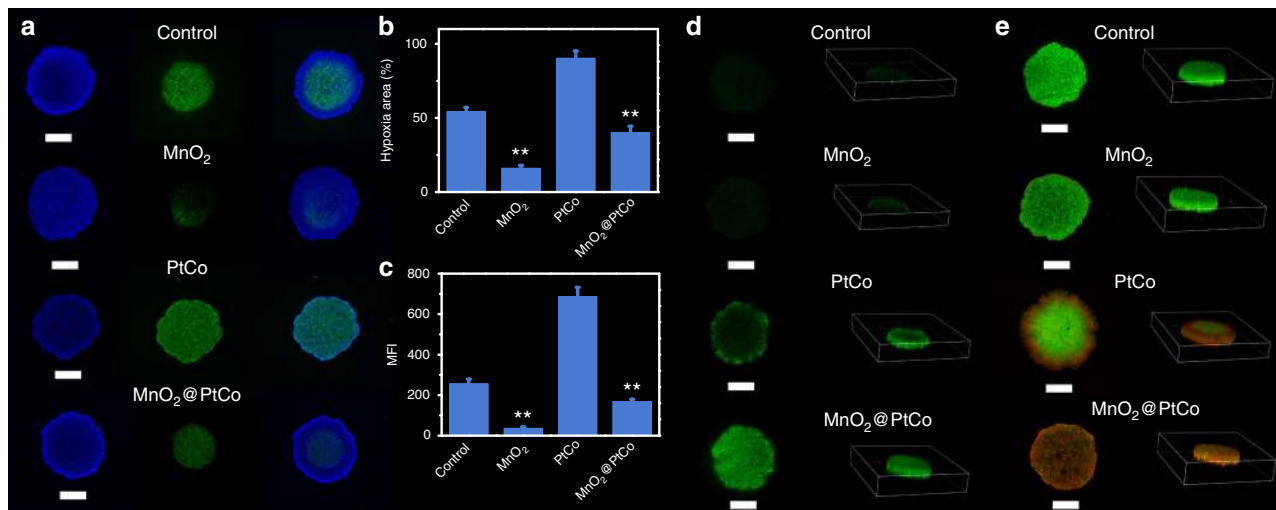 a
Control
MnO₂
PtCo
MnO₂@PtCo
b
Hypoxia area (%)
100
50
0
**
**
Control
MnO₂
PtCo
MnO₂@PtCo
c
MFI
800
600
400
200
0
**
**
Control
MnO₂
PtCo
MnO₂@PtCo
d
Control
MnO₂
PtCo
MnO₂@PtCo
e
Control
MnO₂
PtCo
MnO₂@PtCo